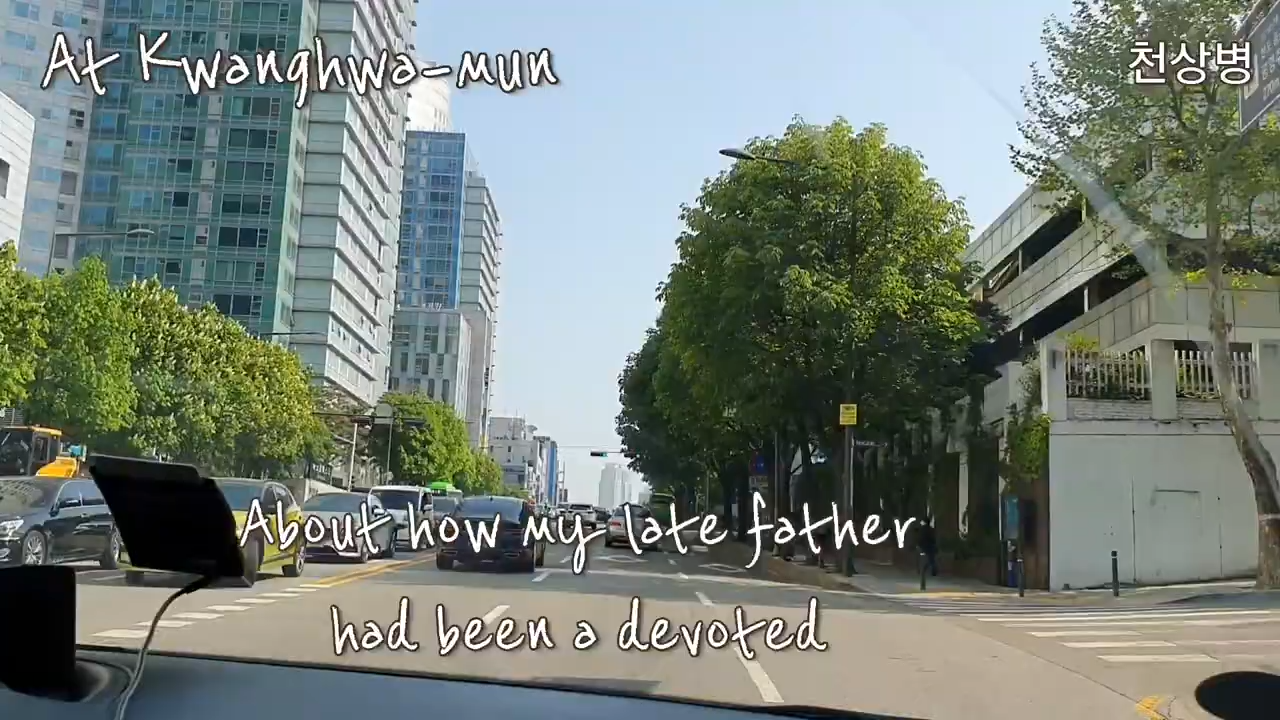 At Kwanghwa-mun
천상병
About how my late father
had been a devoted